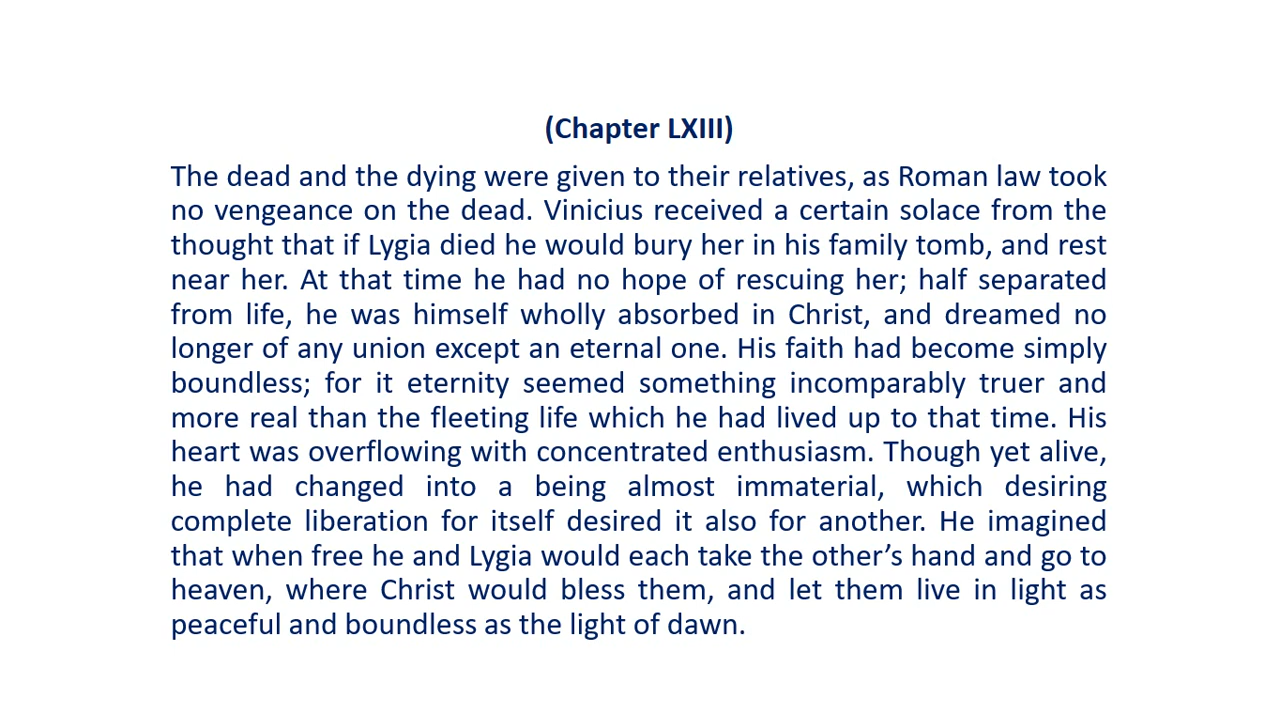 (Chapter LXIII)
The dead and the dying were given to their relatives, as Roman law took
no vengeance on the dead. Vinicius received a certain solace from the
thought that if Lygia died he would bury her in his family tomb, and rest
near her. At that time he had no hope of rescuing her; half separated
from life, he was himself wholly absorbed in Christ, and dreamed no
longer of any union except an eternal one. His faith had become simply
boundless; for it eternity seemed something incomparably truer and
more real than the fleeting life which he had lived up to that time. His
heart was overflowing with concentrated enthusiasm. Though yet alive,
he had changed into a being almost immaterial, which desiring
complete liberation for itself desired it also for another. He imagined
that when free he and Lygia would each take the other’s hand and go to
heaven, where Christ would bless them, and let them live in light as
peaceful and boundless as the light of dawn.